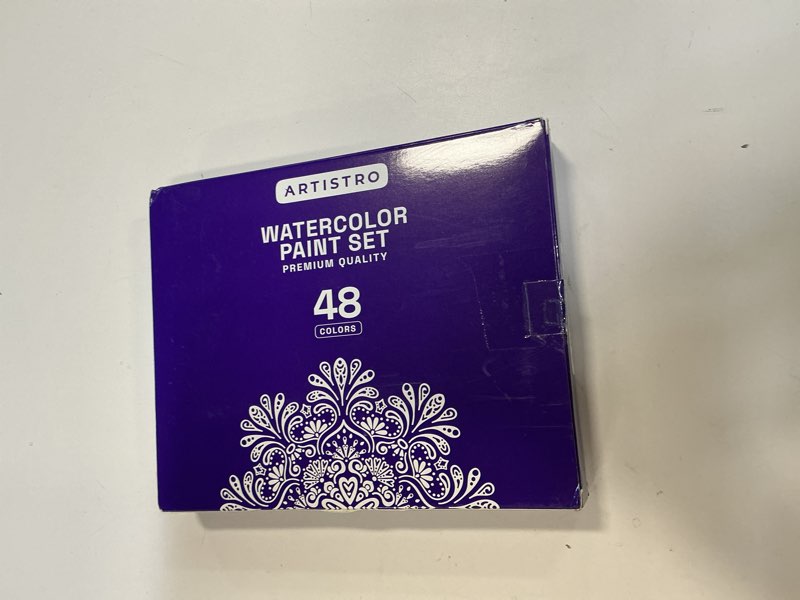 ARTISTRO
WATERCOLOR
PAINT SET
PREMIUM QUALITY
48
COLORS